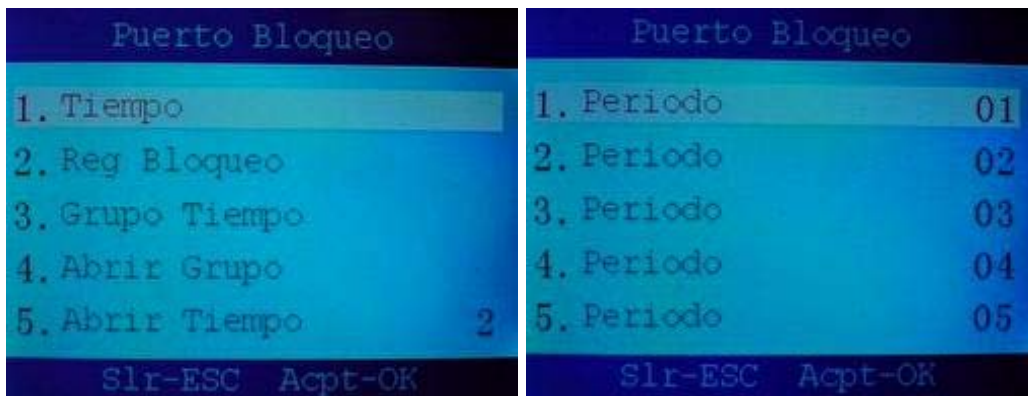 Puerto Bloqueo
1. Tiempo
2. Reg Bloqueo
3. Grupo Tiempo
4. Abrir Grupo
5. Abrir Tiempo 2
Slr-ESC Acpt-OK
Puerto Bloqueo
1. Periodo 01
2. Periodo 02
3. Periodo 03
4. Periodo 04
5. Periodo 05
Slr-ESC Acpt-OK